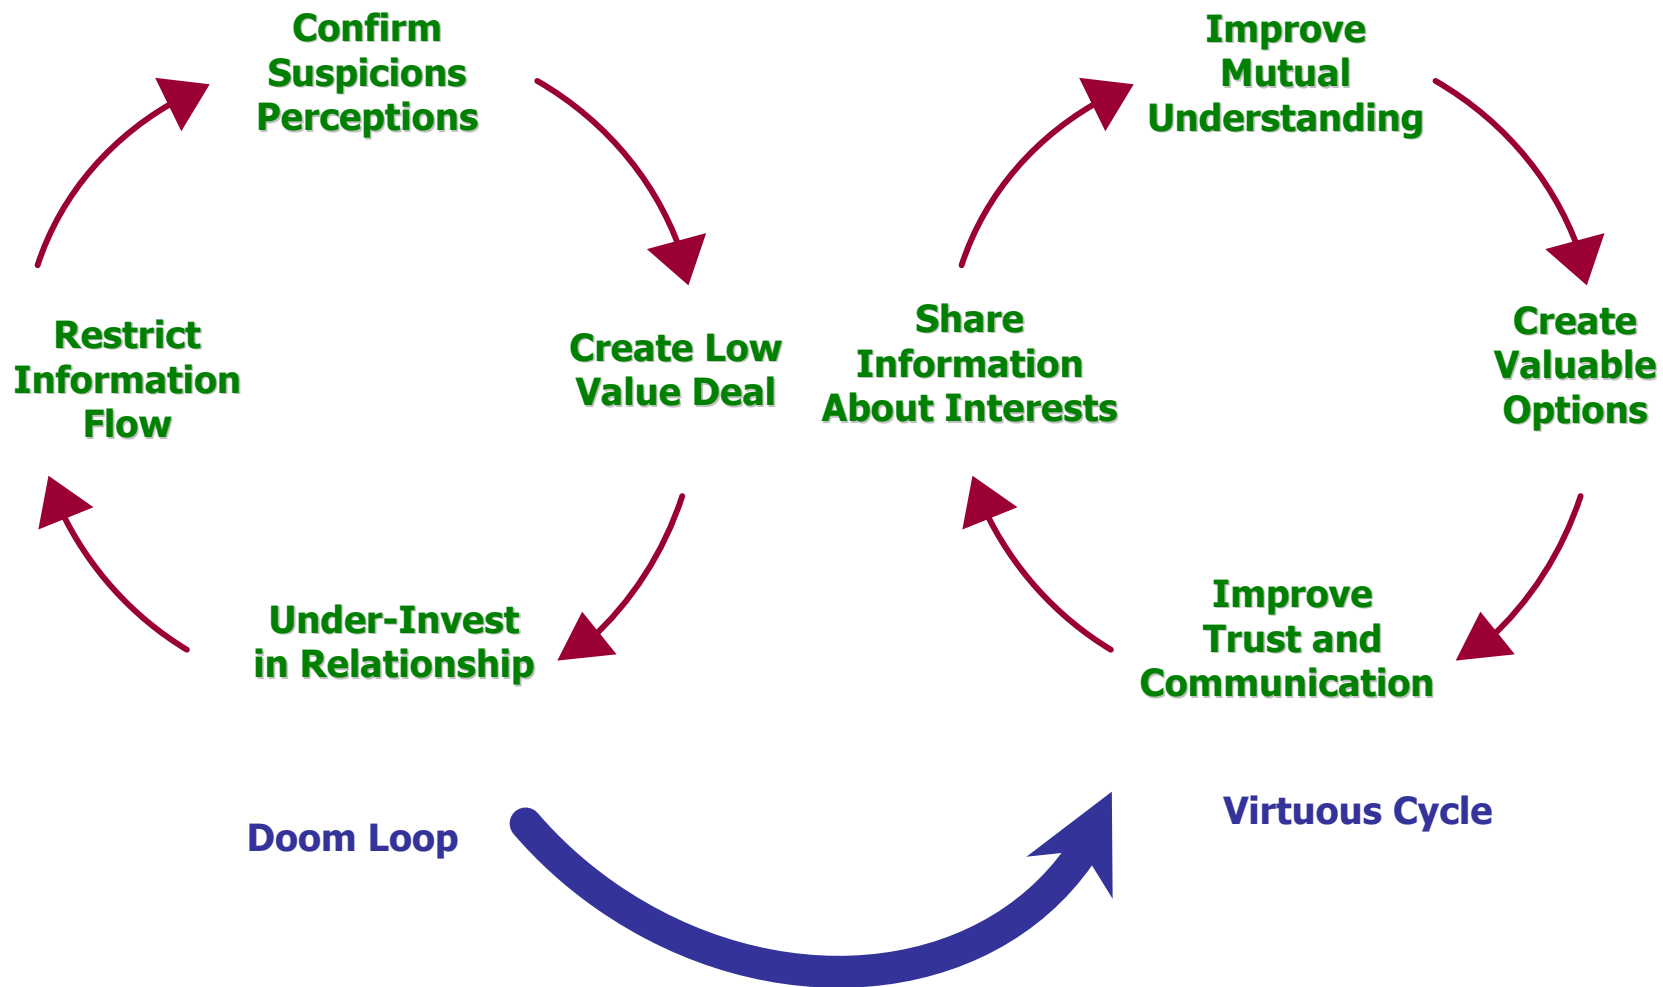 Confirm
Suspicions
Perceptions
Restrict
Information
Flow
Create Low
Value Deal
Under-Invest
in Relationship
Doom Loop
Improve
Mutual
Understanding
Share
Information
About Interests
Create
Valuable
Options
Improve
Trust and
Communication
Virtuous Cycle